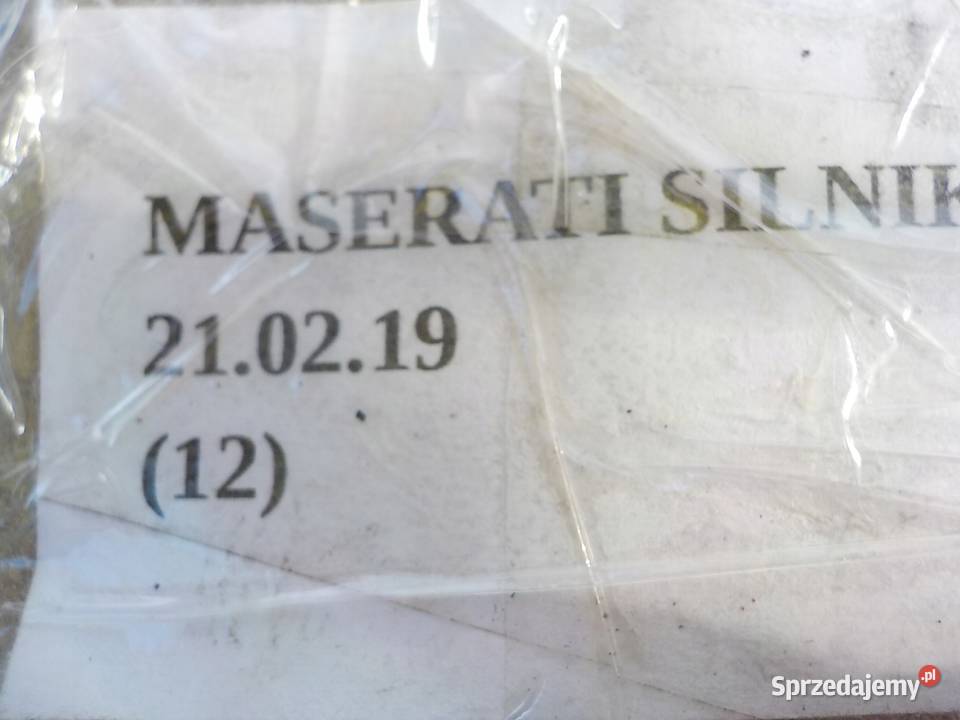 MASERATI SILNIK
21.02.19
(12)
Sprzedajemy.pl